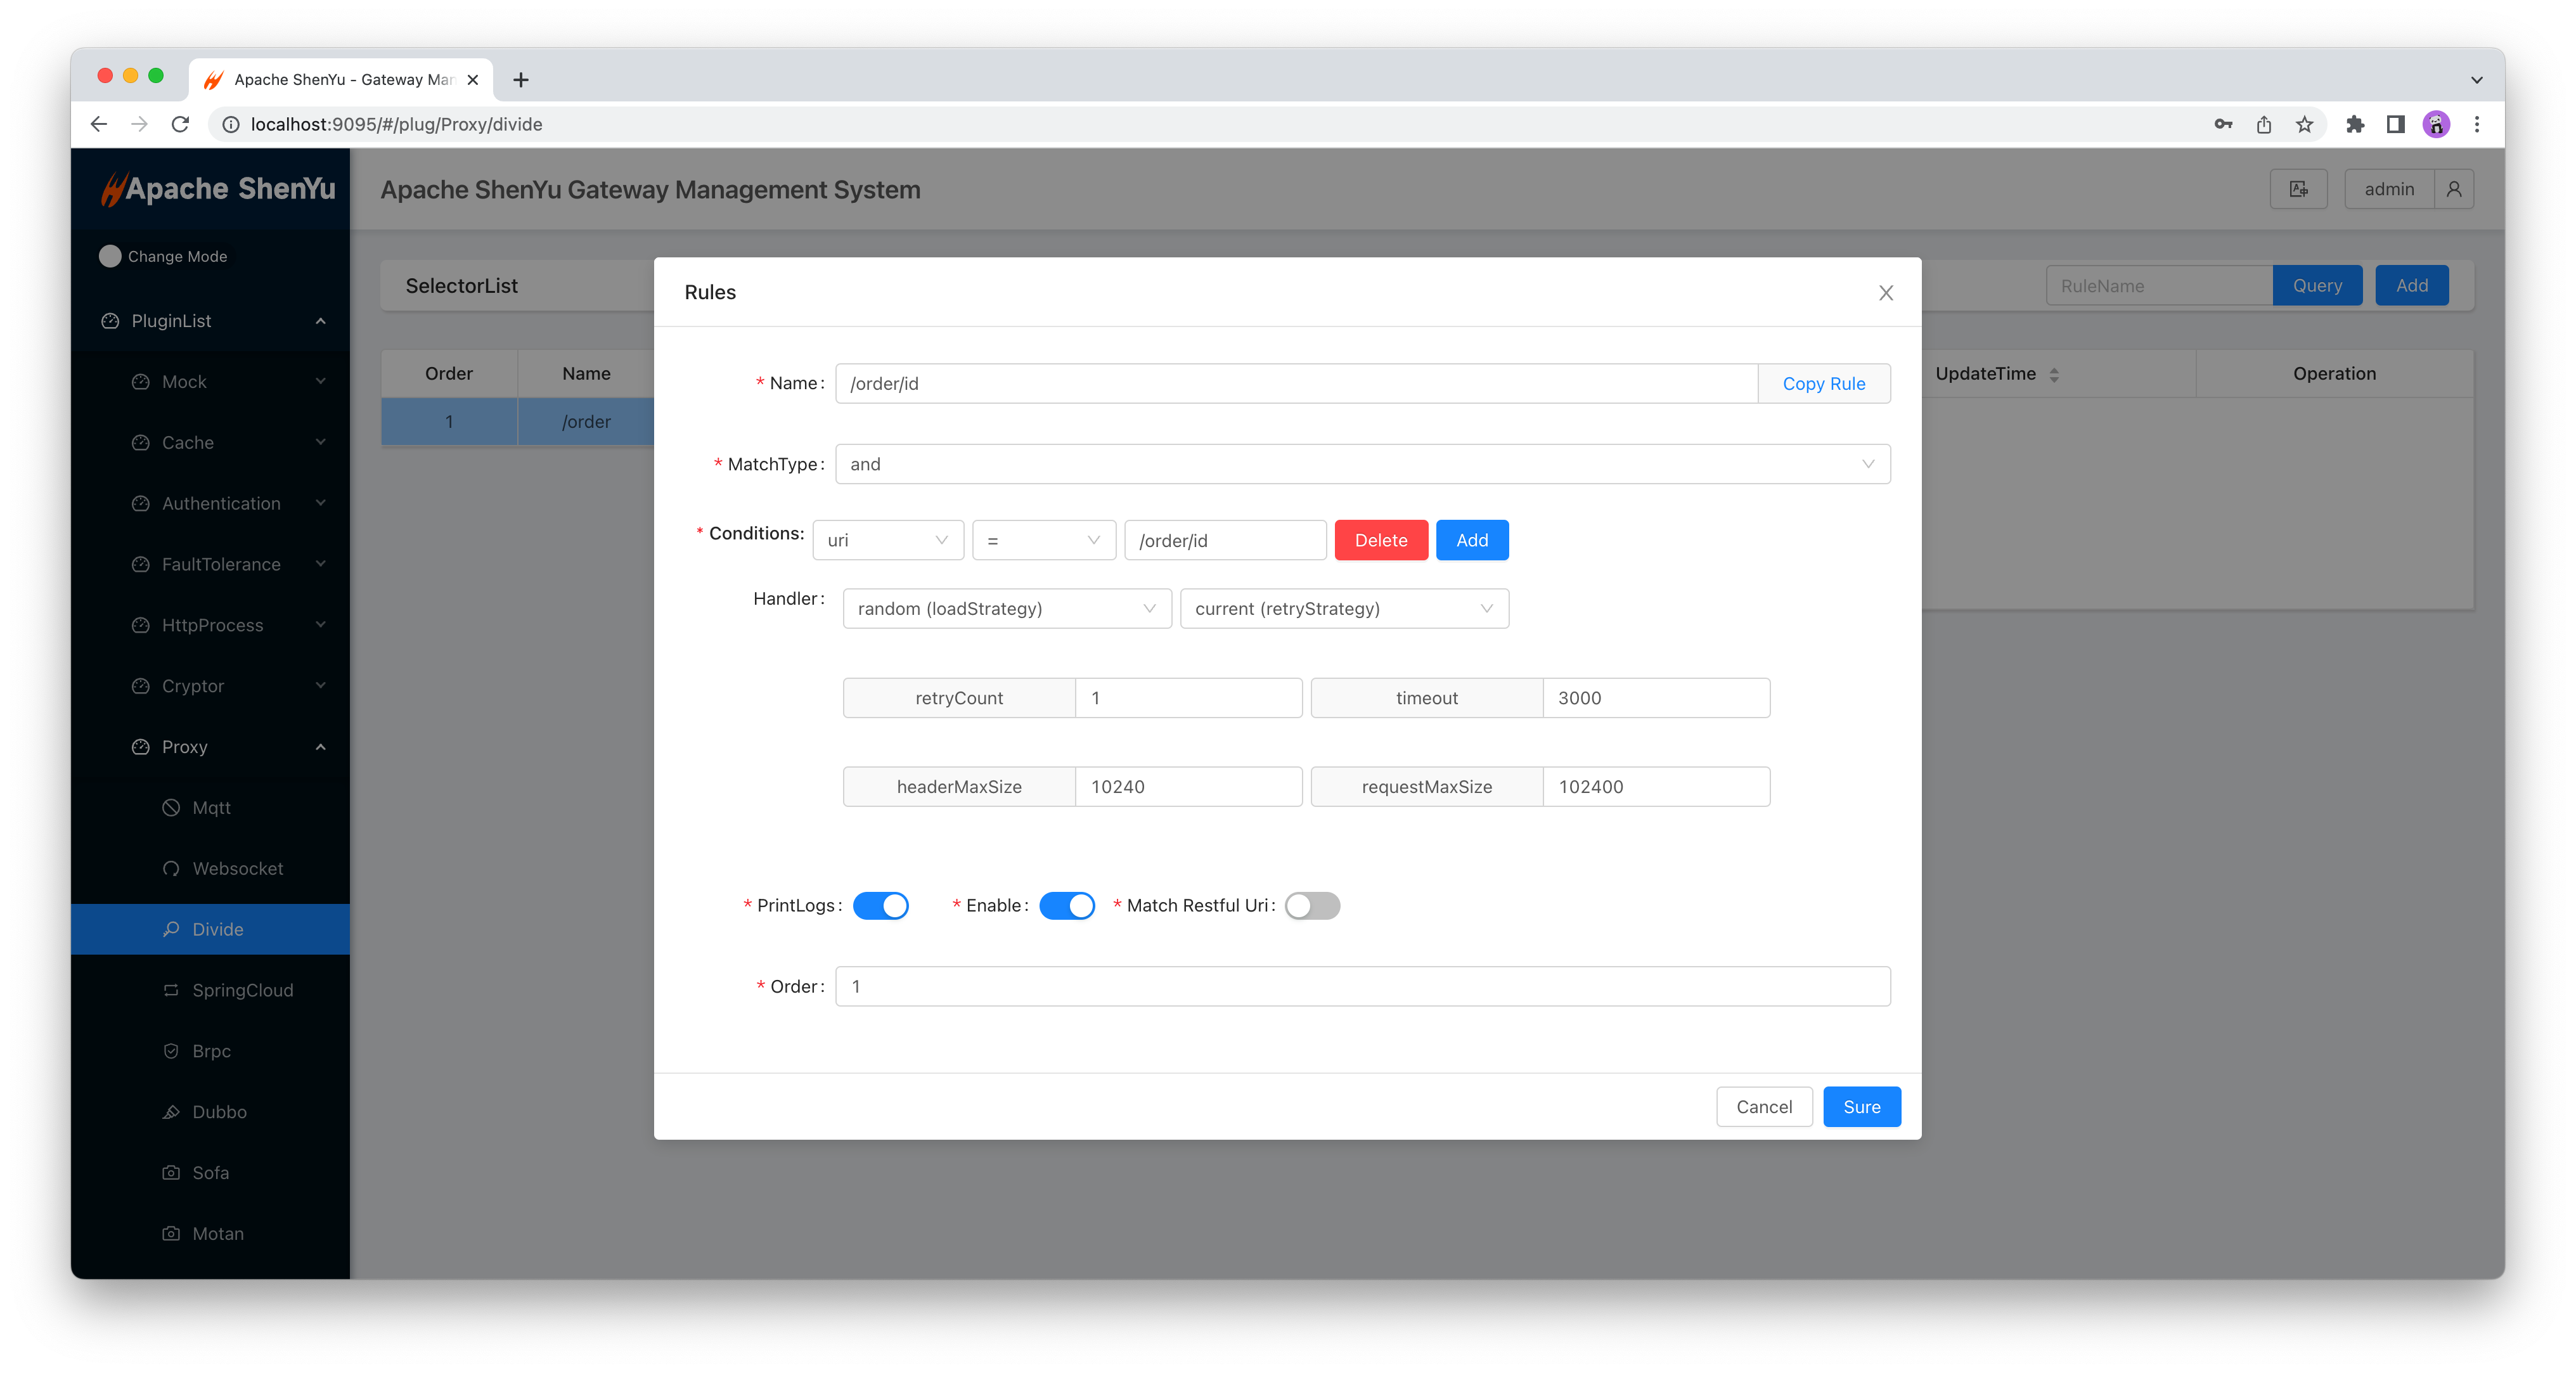 Apache ShenYu - Gateway Man
localhost:9095/#/plug/Proxy/divide
Apache ShenYu
Apache ShenYu Gateway Management System
admin
Change Mode
PluginList
Mock
Cache
Authentication
FaultTolerance
HttpProcess
Cryptor
Proxy
Mqtt
Websocket
Divide
SpringCloud
Brpc
Dubbo
Sofa
Motan
SelectorList
RuleName
Query
Add
Order
Name
UpdateTime
Operation
1
/order
Rules
* Name:
/order/id
Copy Rule
* MatchType:
and
* Conditions:
uri
=
/order/id
Delete
Add
Handler:
random (loadStrategy)
current (retryStrategy)
retryCount
1
timeout
3000
headerMaxSize
10240
requestMaxSize
102400
* PrintLogs:
* Enable:
* Match Restful Uri:
* Order:
1
Cancel
Sure